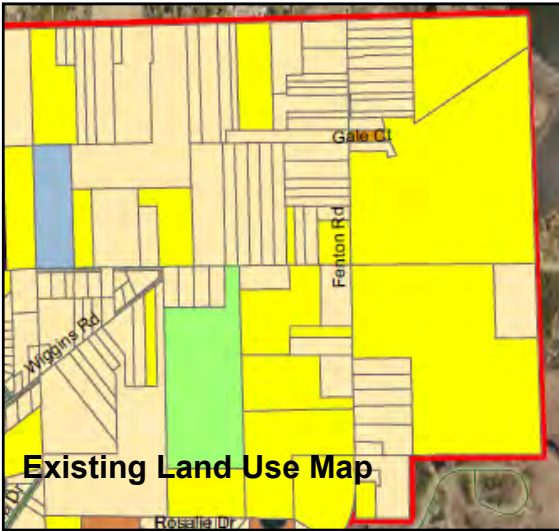 Gale Ct
Fenton Rd
Wiggins Rd
Existing Land Use Map
Rosalie Dr